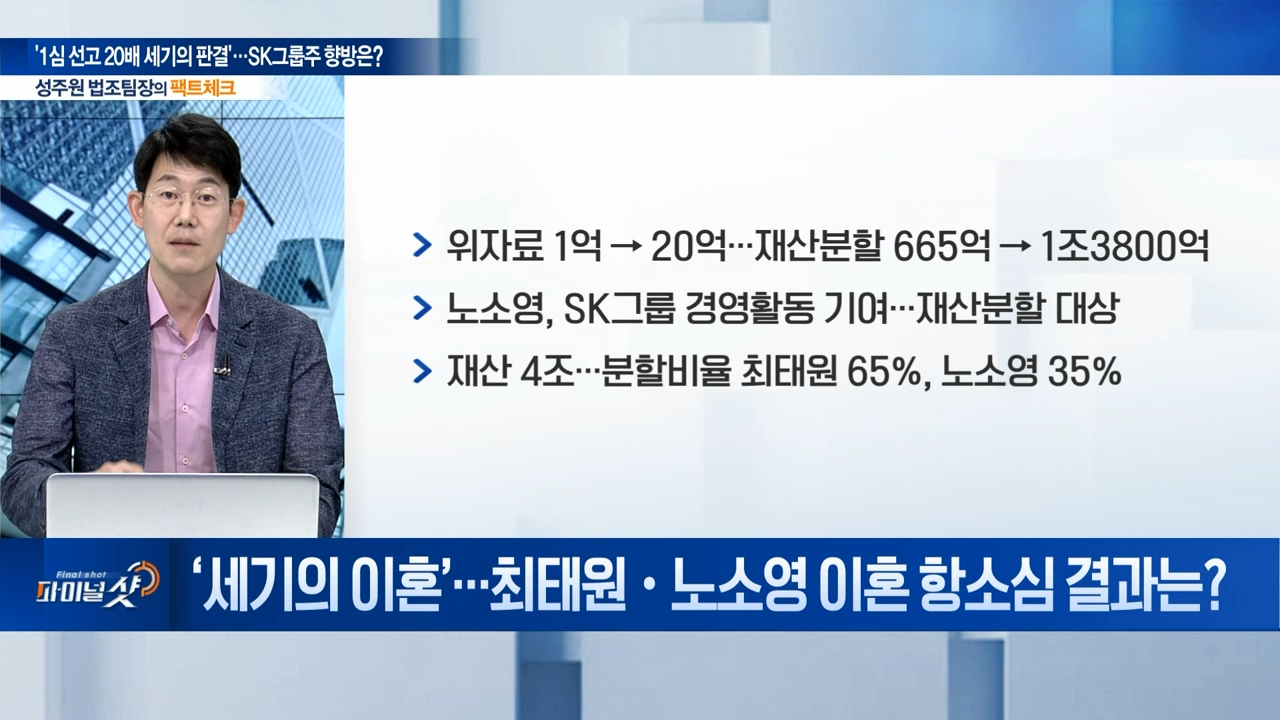 '1심 선고 20배 세기의 판결'…SK그룹주 향방은?
성주원 법조팀장의 팩트체크
> 위자료 1억 → 20억…재산분할 665억 → 1조3800억
> 노소영, SK그룹 경영활동 기여…재산분할 대상
> 재산 4조…분할비율 최태원 65%, 노소영 35%
Final shot
파이널 샷
'세기의 이혼'…최태원·노소영 이혼 항소심 결과는?